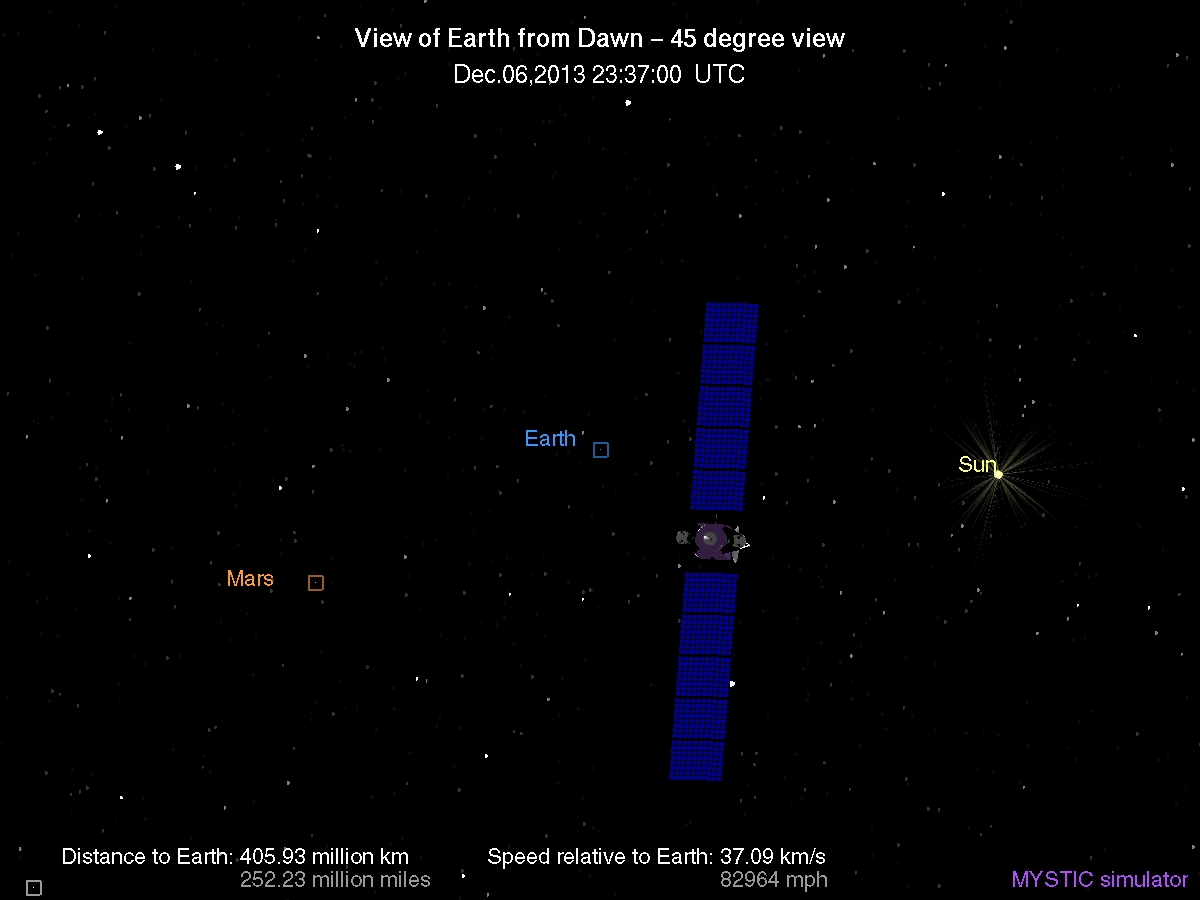 View of Earth from Dawn – 45 degree view
Dec.06,2013 23:37:00 UTC
Earth
Sun
Mars
Distance to Earth: 405.93 million km
252.23 million miles
Speed relative to Earth: 37.09 km/s
82964 mph
MYSTIC simulator